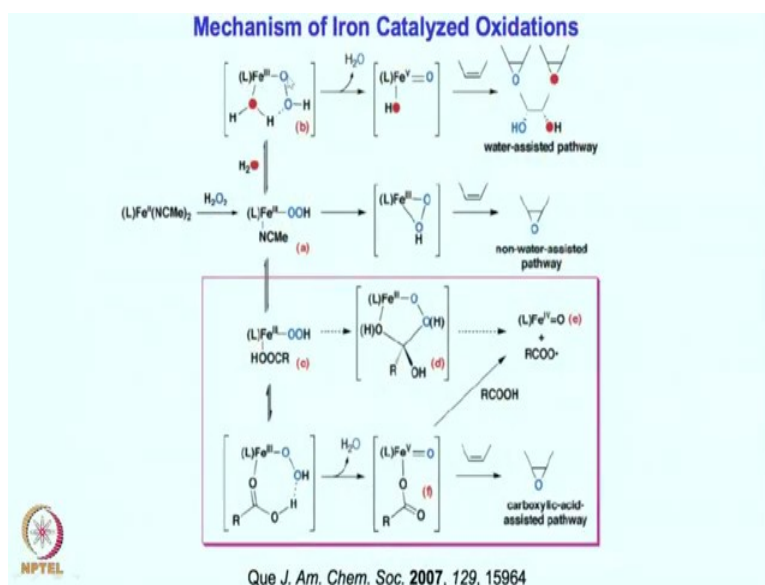 Mechanism of Iron Catalyzed Oxidations
(L)Feᴵᴵᴵ–O
H
H
O–H
(b)
H₂O
(L)Feⱽ=O
HO
O
HO
OH
water-assisted pathway
H₂
(L)Feᴵᴵ(NCMe)₂
H₂O₂
(L)Feᴵᴵᴵ–OOH
NCMe
(a)
(L)Feᴵᴵᴵ–O
O
H
O
non-water-assisted
pathway
(L)Feᴵᴵᴵ–OOH
HOOCR
(c)
(L)Feᴵᴵᴵ–O
(H)O
O(H)
R
OH
(d)
(L)Feᴵⱽ=O (e)
+
RCOO•
RCOOH
(L)Feᴵᴵᴵ–O
O
OH
H
R
O
H₂O
(L)Feⱽ=O
O
(f)
R
O
O
carboxylic-acid-
assisted pathway
NPTEL
Que J. Am. Chem. Soc. 2007, 129, 15964